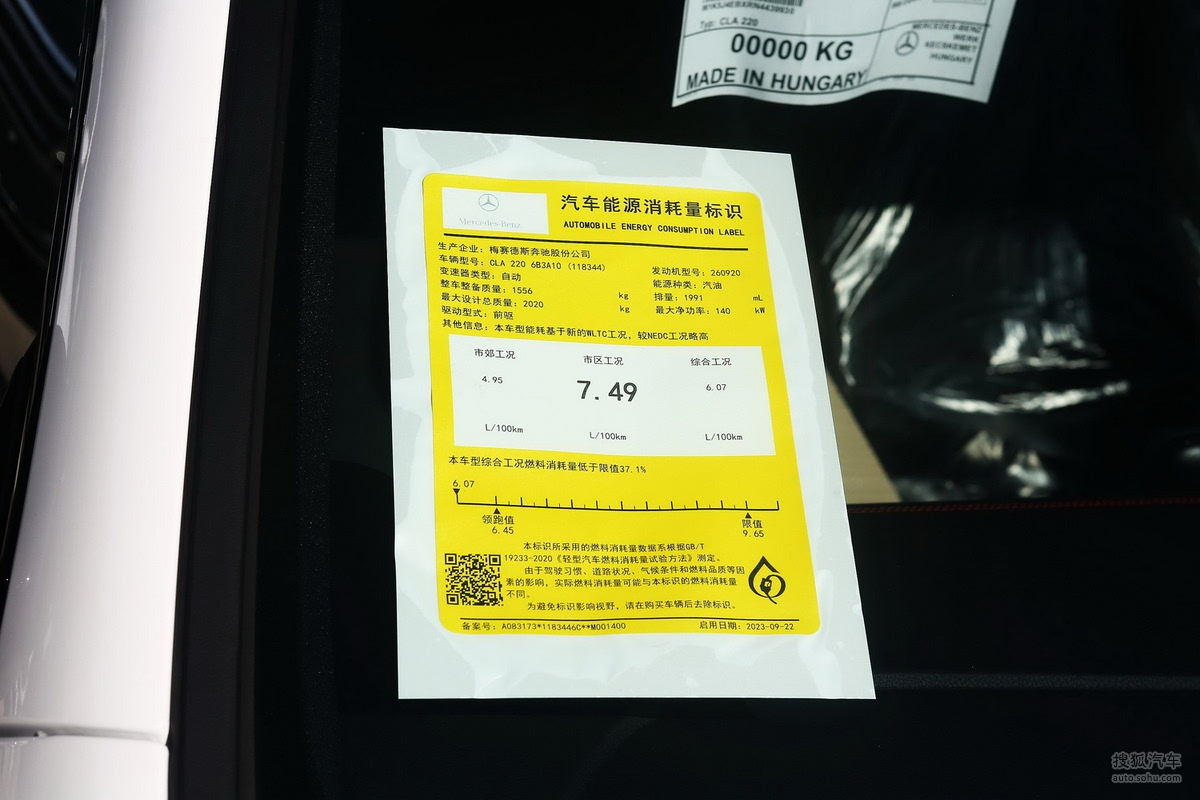 Typ: CLA 220
00000 KG
MADE IN HUNGARY
MERCEDES-BENZ
WERK
KECSKEMET
HUNGARY
Mercedes-Benz
汽车能源消耗量标识
AUTOMOBILE ENERGY CONSUMPTION LABEL
生产企业：梅赛德斯奔驰股份公司
车辆型号：CLA 220 6B3A10 (118344)
发动机型号：260920
变速器类型：自动
能源种类：汽油
整车整备质量：1556 kg
排量：1991 mL
最大设计总质量：2020 kg
最大净功率：140 kW
驱动型式：前驱
其他信息：本车型能耗基于新的WLTC工况，较NEDC工况略高
市郊工况 市区工况 综合工况
4.95 7.49 6.07
L/100km L/100km L/100km
本车型综合工况燃料消耗量低于限值37.1%
6.07
领跑值 限值
6.45 9.65
本标识所采用的燃料消耗量数据系根据GB/T
19233-2020《轻型汽车燃料消耗量试验方法》测定。
由于驾驶习惯、道路状况、气候条件和燃料品质等因
素的影响，实际燃料消耗量可能与本标识的燃料消耗量
不同。
为避免标识影响视野，请在购买车辆后去除标识。
备案号：A083173*1183446C**M001400 启用日期：2023-09-22
搜狐汽车
auto.sohu.com